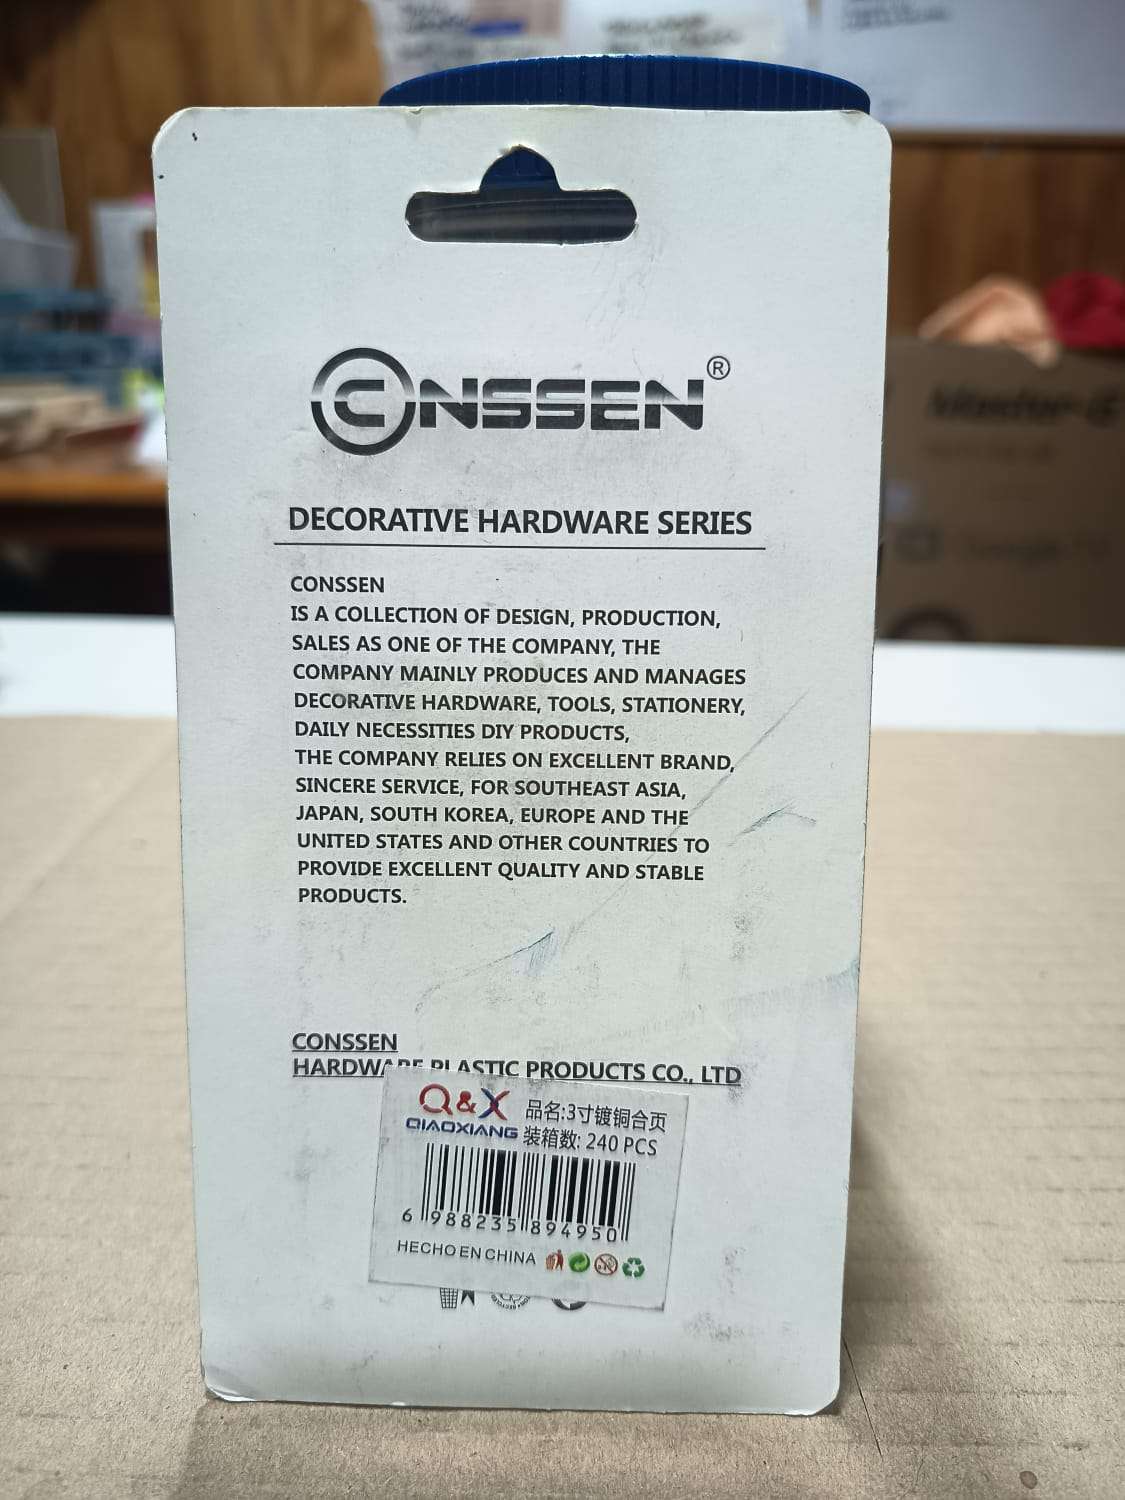 CONSSEN®
DECORATIVE HARDWARE SERIES
CONSSEN
IS A COLLECTION OF DESIGN, PRODUCTION,
SALES AS ONE OF THE COMPANY, THE
COMPANY MAINLY PRODUCES AND MANAGES
DECORATIVE HARDWARE, TOOLS, STATIONERY,
DAILY NECESSITIES DIY PRODUCTS,
THE COMPANY RELIES ON EXCELLENT BRAND,
SINCERE SERVICE, FOR SOUTHEAST ASIA,
JAPAN, SOUTH KOREA, EUROPE AND THE
UNITED STATES AND OTHER COUNTRIES TO
PROVIDE EXCELLENT QUALITY AND STABLE
PRODUCTS.
CONSSEN
HARDWARE PLASTIC PRODUCTS CO., LTD
Q&X
QIAOXIANG
品名:3寸镀铜合页
装箱数: 240 PCS
6 988235 894950
HECHO EN CHINA